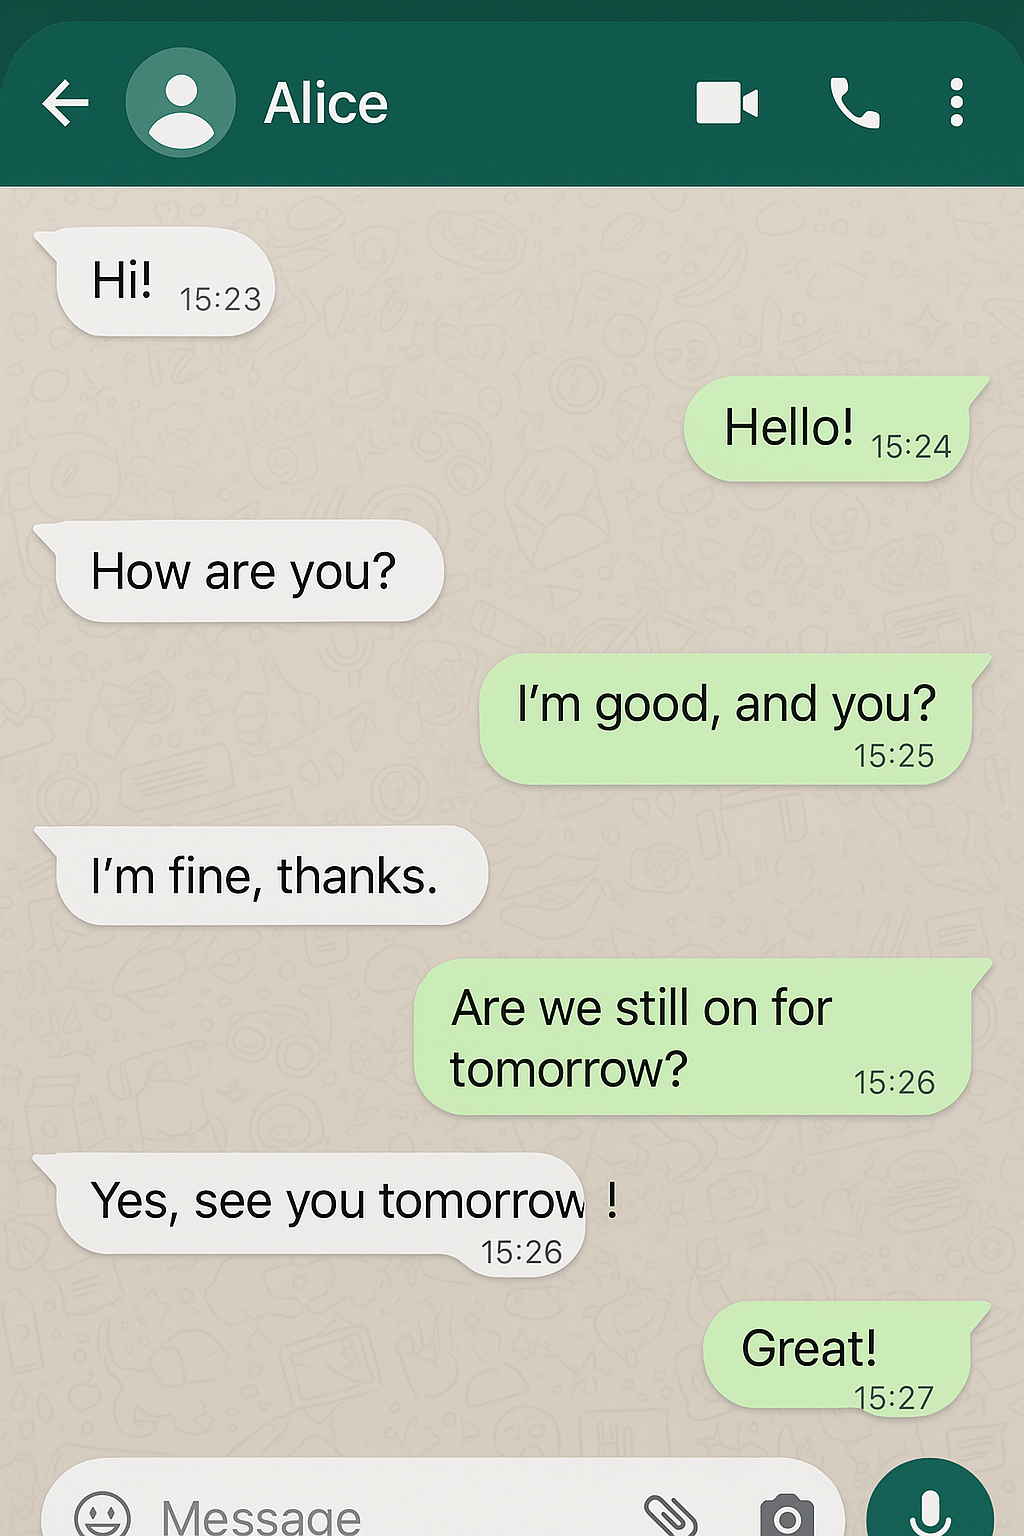 Alice
Hi! 15:23
Hello! 15:24
How are you?
I’m good, and you?
15:25
I’m fine, thanks.
Are we still on for
tomorrow? 15:26
Yes, see you tomorrow !
15:26
Great!
15:27
Message